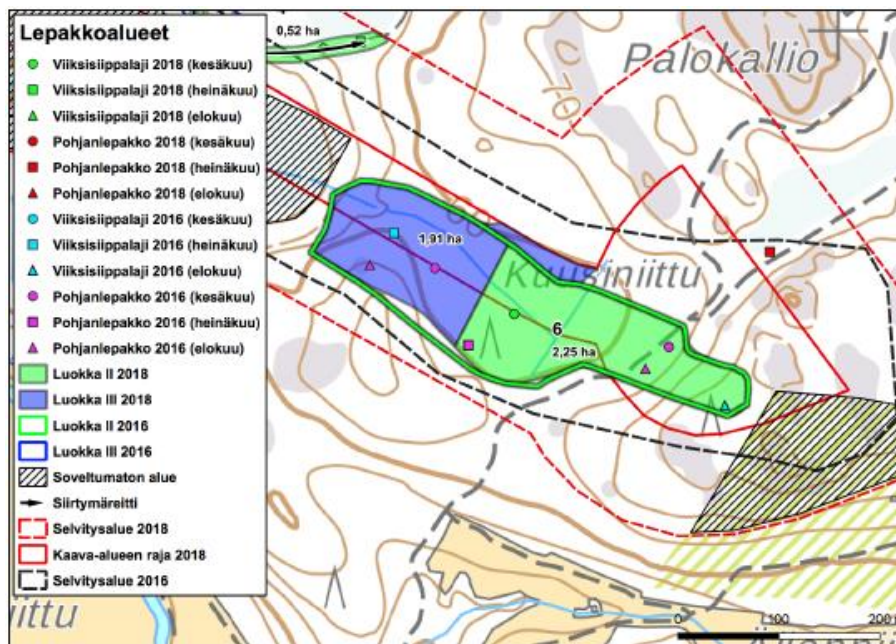 Lepakkoalueet
Viiksisiippalaji 2018 (kesäkuu)
Viiksisiippalaji 2018 (heinäkuu)
Viiksisiippalaji 2018 (elokuu)
Pohjanlepakko 2018 (kesäkuu)
Pohjanlepakko 2018 (heinäkuu)
Pohjanlepakko 2018 (elokuu)
Viiksisiippalaji 2016 (kesäkuu)
Viiksisiippalaji 2016 (heinäkuu)
Viiksisiippalaji 2016 (elokuu)
Pohjanlepakko 2016 (kesäkuu)
Pohjanlepakko 2016 (heinäkuu)
Pohjanlepakko 2016 (elokuu)
Luokka II 2018
Luokka III 2018
Luokka II 2016
Luokka III 2016
Soveltumaton alue
Siirtymäreitti
Selvitysalue 2018
Kaava-alueen raja 2018
Selvitysalue 2016
0,52 ha
Palokallio
70
1,91 ha
Kuusiniittu
6
2,25 ha
iittu
0 100 200